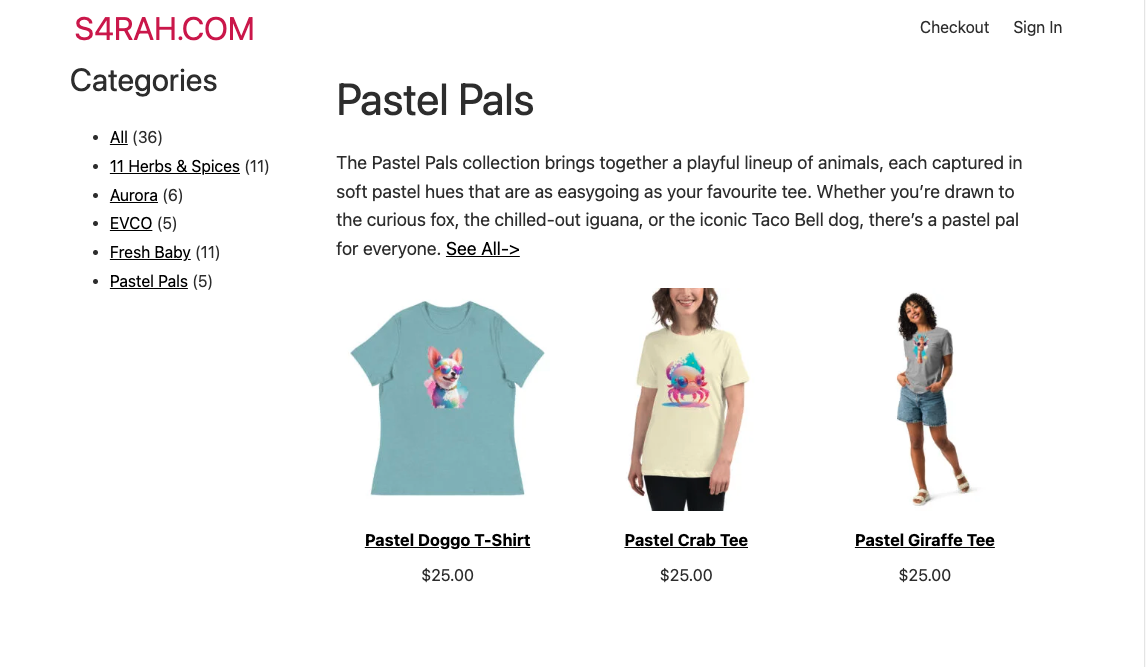 S4RAH.COM
Checkout
Sign In
Categories
All (36)
11 Herbs & Spices (11)
Aurora (6)
EVCO (5)
Fresh Baby (11)
Pastel Pals (5)
Pastel Pals
The Pastel Pals collection brings together a playful lineup of animals, each captured in
soft pastel hues that are as easygoing as your favourite tee. Whether you’re drawn to
the curious fox, the chilled-out iguana, or the iconic Taco Bell dog, there’s a pastel pal
for everyone. See All->
Pastel Doggo T-Shirt
$25.00
Pastel Crab Tee
$25.00
Pastel Giraffe Tee
$25.00